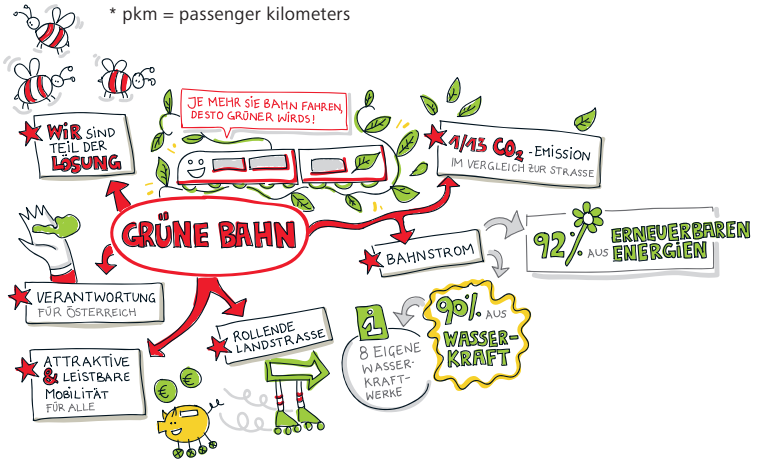 * pkm = passenger kilometers
JE MEHR SIE BAHN FAHREN,
DESTO GRÜNER WIRDS!
WIR SIND
TEIL DER
LÖSUNG
1/13 CO₂-EMISSION
IM VERGLEICH ZUR STRASSE
GRÜNE BAHN
BAHNSTROM
92% AUS ERNEUERBAREN
ENERGIEN
VERANTWORTUNG
FÜR ÖSTERREICH
ROLLENDE
LANDSTRASSE
90% AUS
WASSER-
KRAFT
i
8 EIGENE
WASSER-
KRAFT-
WERKE
ATTRAKTIVE
& LEISTBARE
MOBILITÄT
FÜR ALLE
€ €